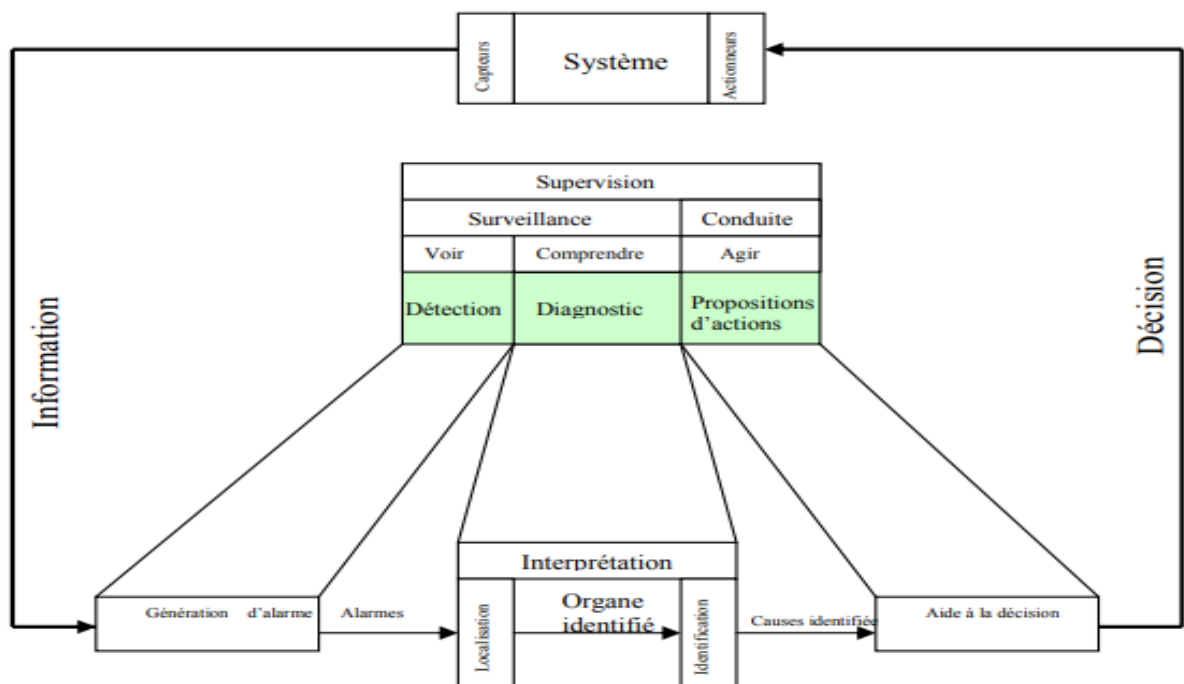 Capteurs
Système
Actionneurs
Supervision
Surveillance
Conduite
Voir
Comprendre
Agir
Détection
Diagnostic
Propositions
d'actions
Information
Décision
Interprétation
Génération d'alarme
Alarmes
Localisation
Organe
identifié
Identification
Causes identifiée
Aide à la décision